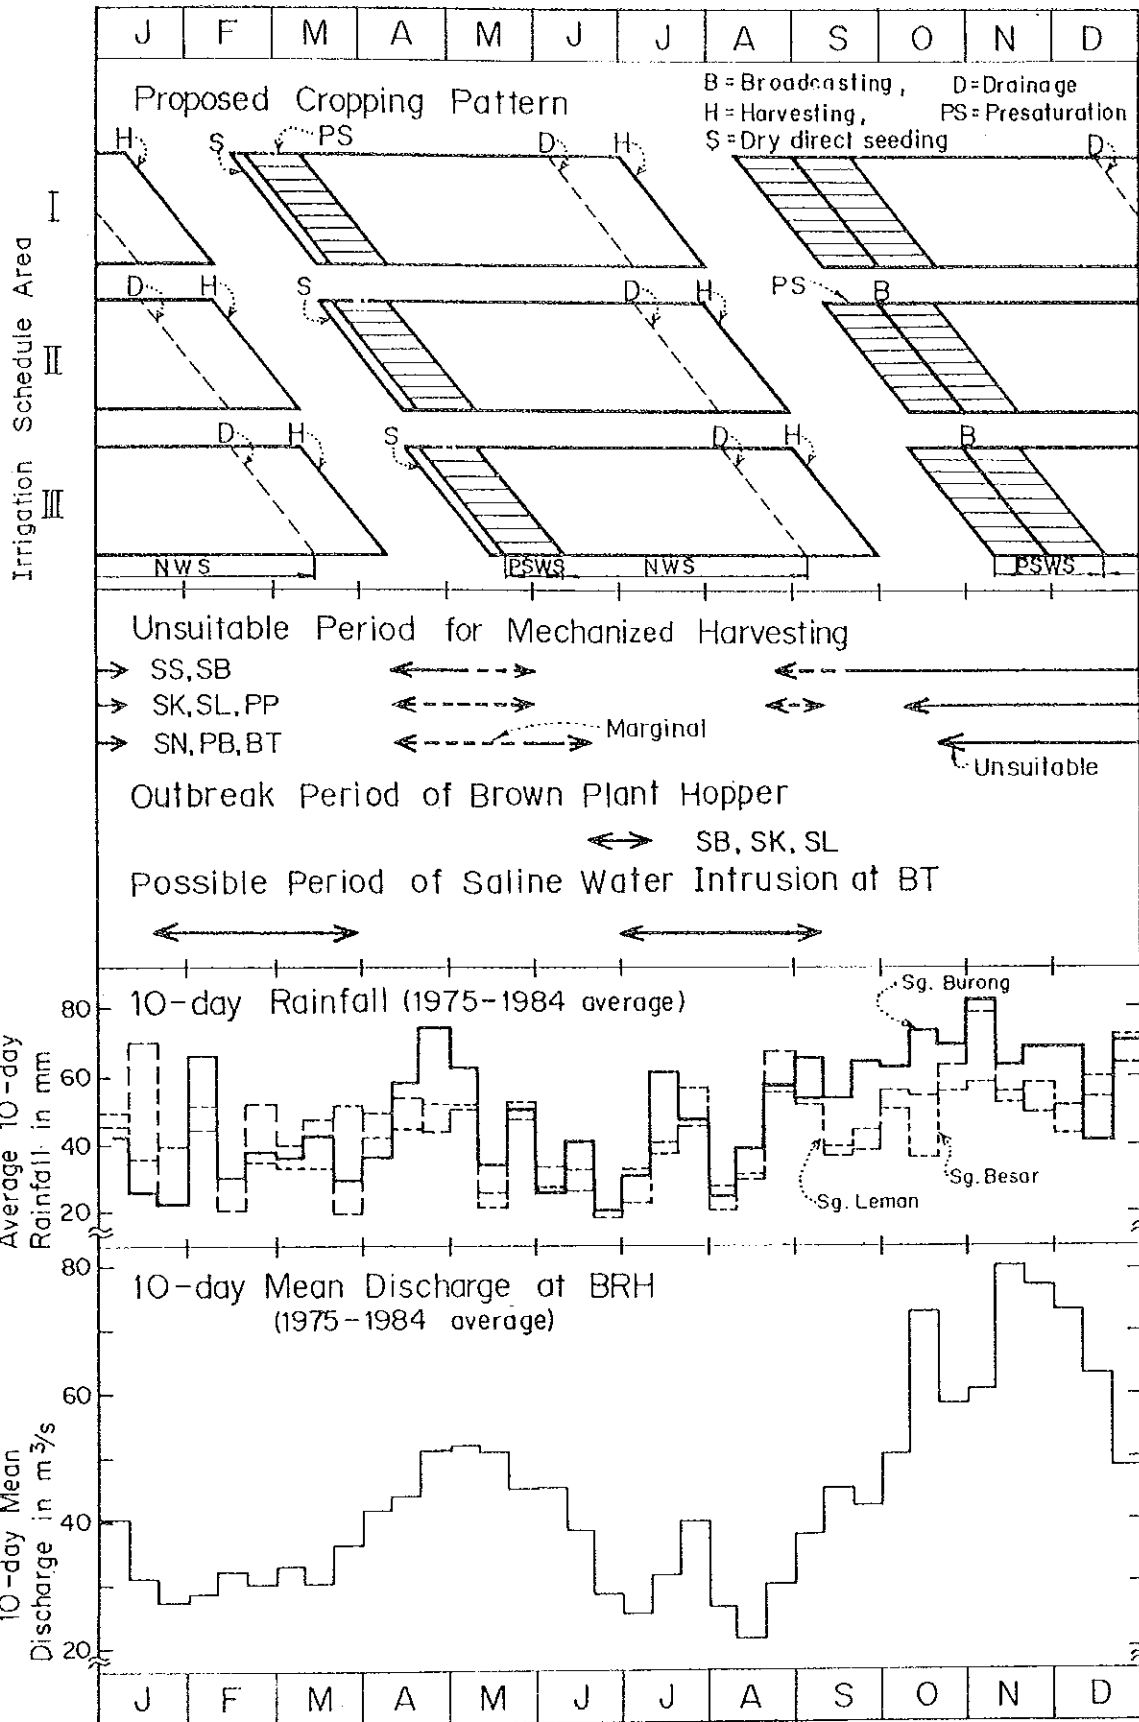 J F M A M J J A S O N D
Proposed Cropping Pattern
B = Broadcasting, D = Drainage
H = Harvesting, PS = Presaturation
S = Dry direct seeding
H S PS D H D
I
D H S D H PS B
II
D H S D H B
III
Irrigation Schedule Area
NWS PSWS NWS PSWS
Unsuitable Period for Mechanized Harvesting
SS, SB
SK, SL, PP
SN, PB, BT
Marginal
Unsuitable
Outbreak Period of Brown Plant Hopper
SB, SK, SL
Possible Period of Saline Water Intrusion at BT
10-day Rainfall (1975-1984 average)
Sg. Burong
Sg. Leman
Sg. Besar
Average 10-day
Rainfall in mm
80
60
40
20
10-day Mean Discharge at BRH
(1975-1984 average)
10-day Mean
Discharge in m³/s
80
60
40
20
J F M A M J J A S O N D